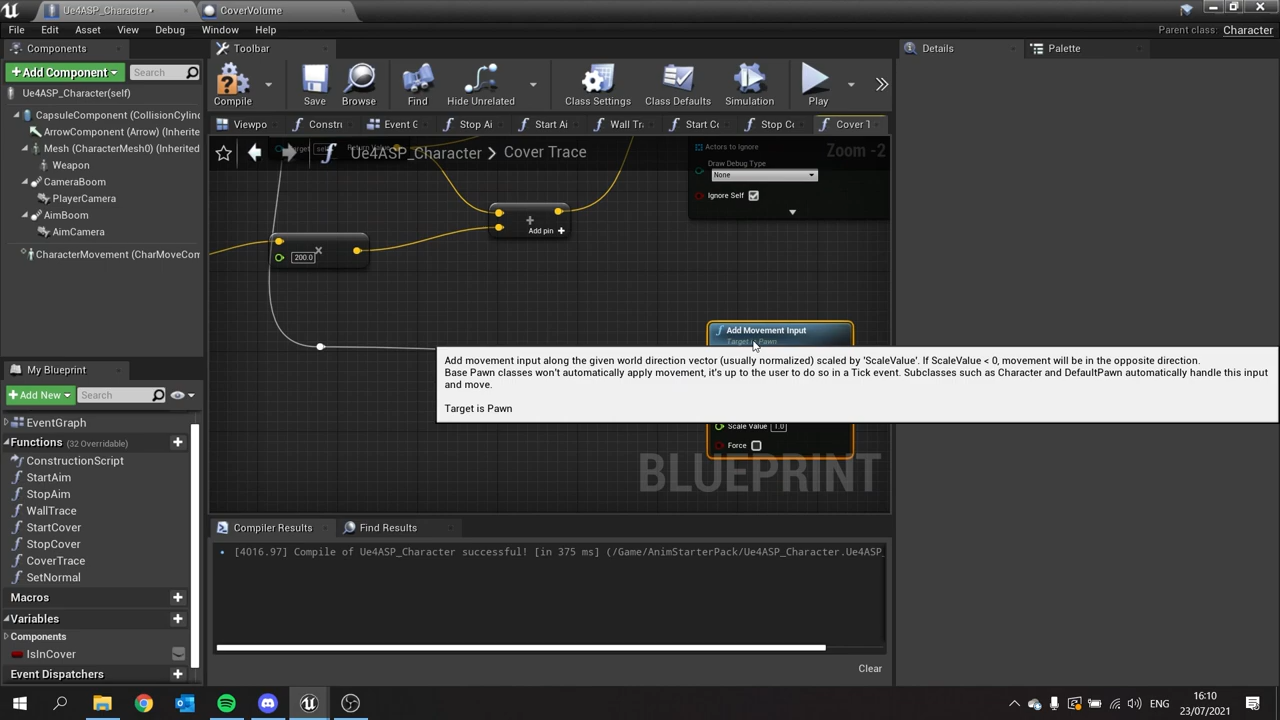 Ue4ASP_Character*
CoverVolume
File
Edit
Asset
View
Debug
Window
Help
Parent class:
Character
Components
Toolbar
Details
Palette
Add Component
Search
Compile
Save
Browse
Find
Hide Unrelated
Class Settings
Class Defaults
Simulation
Play
Ue4ASP_Character(self)
CapsuleComponent (CollisionCylin
ArrowComponent (Arrow) (Inherite
Mesh (CharacterMesh0) (Inherited
Weapon
CameraBoom
PlayerCamera
AimBoom
AimCamera
CharacterMovement (CharMoveCom
Viewpo
Constr
Event G
Stop Ai
Start Ai
Wall Tr
Start C
Stop C
Cover T
Ue4ASP_Character > Cover Trace
Zoom -2
Actors to Ignore
Draw Debug Type
None
Ignore Self
Add pin
200.0
Add Movement Input
Target is Pawn
Add movement input along the given world direction vector (usually normalized) scaled by 'ScaleValue'. If ScaleValue < 0, movement will be in the opposite direction.
Base Pawn classes won't automatically apply movement, it's up to the user to do so in a Tick event. Subclasses such as Character and DefaultPawn automatically handle this input
and move.
Target is Pawn
Scale Value 1.0
Force
BLUEPRINT
My Blueprint
Add New
Search
EventGraph
Functions (32 Overridable)
ConstructionScript
StartAim
StopAim
WallTrace
StartCover
StopCover
CoverTrace
SetNormal
Macros
Variables
Components
IsInCover
Event Dispatchers
Compiler Results
Find Results
[4016.97] Compile of Ue4ASP_Character successful! [in 375 ms] (/Game/AnimStarterPack/Ue4ASP_Character.Ue4ASP_
Clear
ENG
16:10
23/07/2021